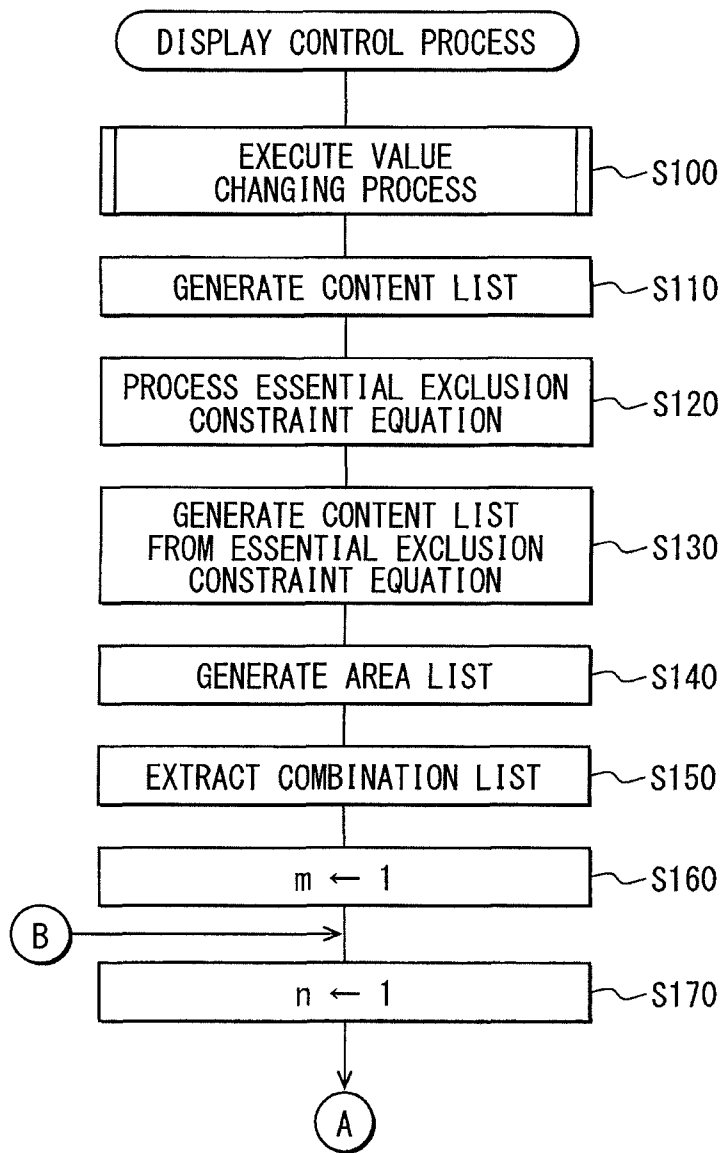 DISPLAY CONTROL PROCESS
EXECUTE VALUE
CHANGING PROCESS
S100
GENERATE CONTENT LIST
S110
PROCESS ESSENTIAL EXCLUSION
CONSTRAINT EQUATION
S120
GENERATE CONTENT LIST
FROM ESSENTIAL EXCLUSION
CONSTRAINT EQUATION
S130
GENERATE AREA LIST
S140
EXTRACT COMBINATION LIST
S150
m ← 1
S160
B
n ← 1
S170
A